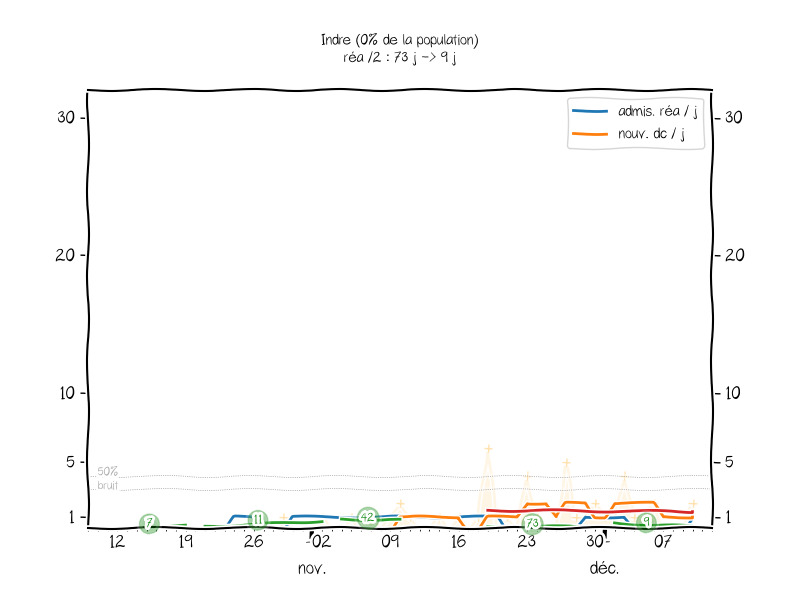 Indre (0% de la population)
réa /2 : 73 j -> 9 j
admis. réa / j
nouv. dc / j
30 30
20 20
10 10
5 5
50%
bruit
1 1
7 11 42 73 9
12 19 26 02 09 16 23 30 07
nov. déc.